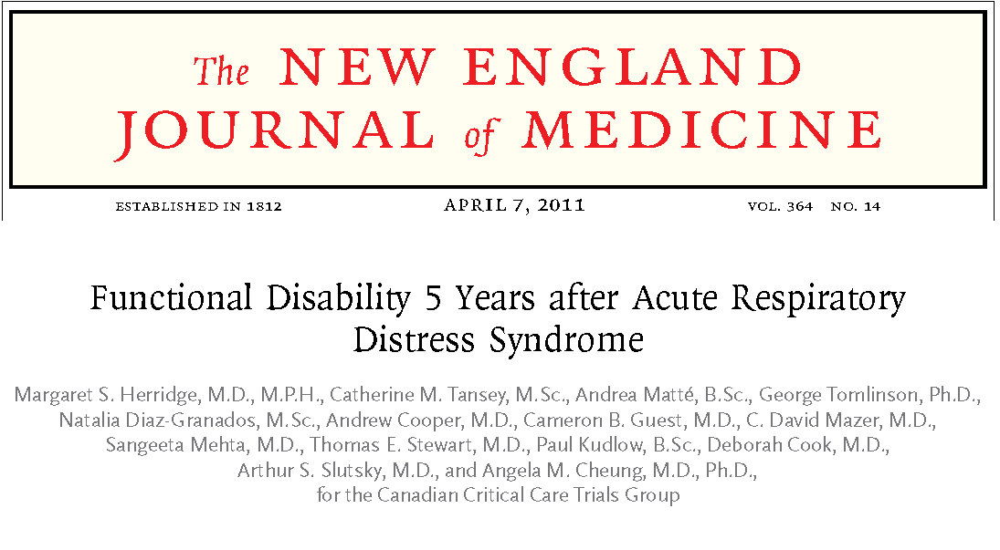 The NEW ENGLAND
JOURNAL of MEDICINE
ESTABLISHED IN 1812 APRIL 7, 2011 VOL. 364 NO. 14
Functional Disability 5 Years after Acute Respiratory
Distress Syndrome
Margaret S. Herridge, M.D., M.P.H., Catherine M. Tansey, M.Sc., Andrea Matté, B.Sc., George Tomlinson, Ph.D.,
Natalia Diaz-Granados, M.Sc., Andrew Cooper, M.D., Cameron B. Guest, M.D., C. David Mazer, M.D.,
Sangeeta Mehta, M.D., Thomas E. Stewart, M.D., Paul Kudlow, B.Sc., Deborah Cook, M.D.,
Arthur S. Slutsky, M.D., and Angela M. Cheung, M.D., Ph.D.,
for the Canadian Critical Care Trials Group